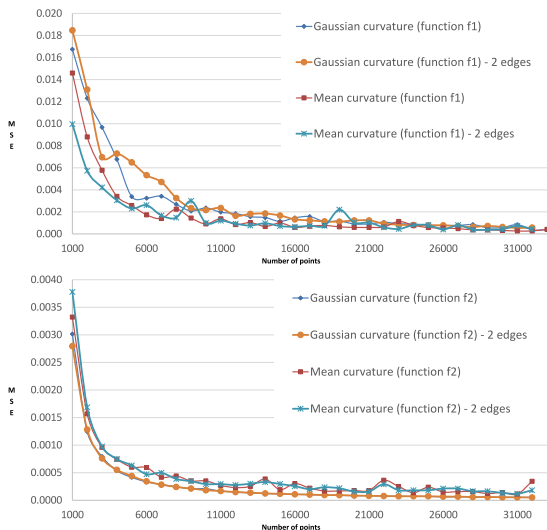 0.020
0.018
0.016
0.014
0.012
0.010
0.008
0.006
0.004
0.002
0.000
M
S
E
Gaussian curvature (function f1)
Gaussian curvature (function f1) - 2 edges
Mean curvature (function f1)
Mean curvature (function f1) - 2 edges
1000 6000 11000 16000 21000 26000 31000
Number of points
0.0040
0.0035
0.0030
0.0025
0.0020
0.0015
0.0010
0.0005
0.0000
M
S
E
Gaussian curvature (function f2)
Gaussian curvature (function f2) - 2 edges
Mean curvature (function f2)
Mean curvature (function f2) - 2 edges
1000 6000 11000 16000 21000 26000 31000
Number of points